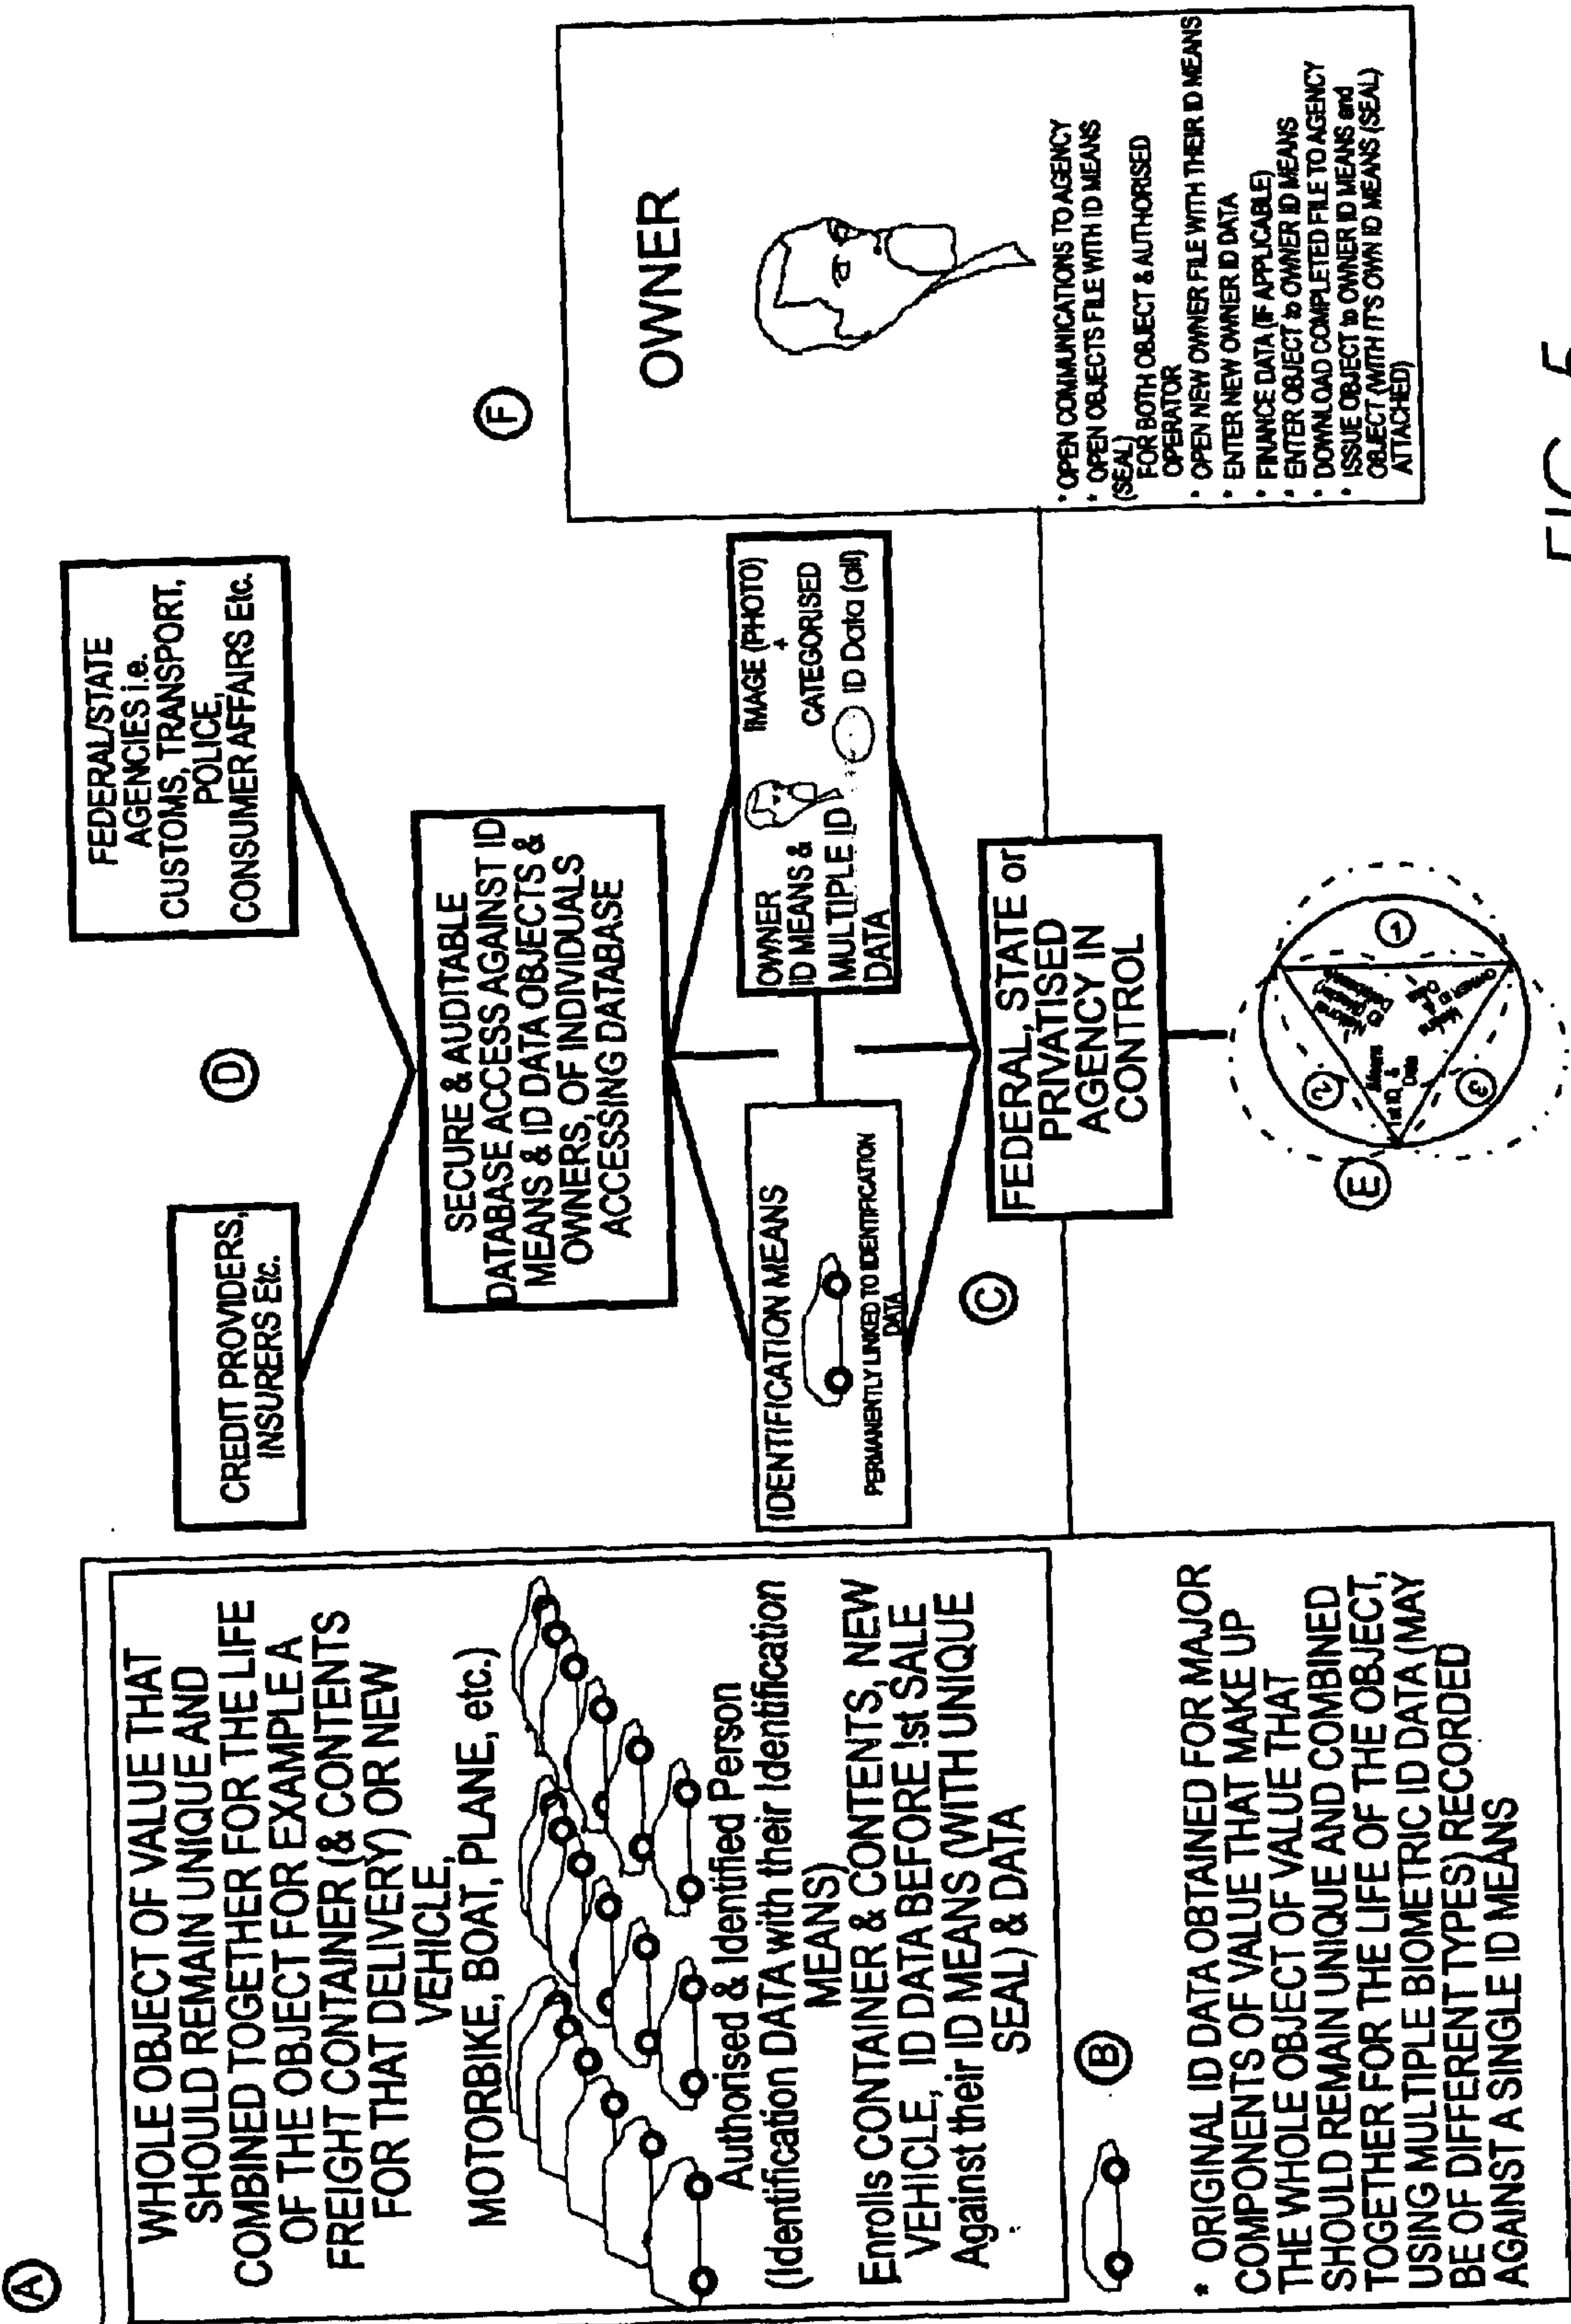 A
WHOLE OBJECT OF VALUE THAT
SHOULD REMAIN UNIQUE AND
COMBINED TOGETHER FOR THE LIFE
OF THE OBJECT FOR EXAMPLE A
FREIGHT CONTAINER (& CONTENTS
FOR THAT DELIVERY) OR NEW
VEHICLE,
MOTORBIKE, BOAT, PLANE, etc.)
Authorised & Identified Person
(Identification DATA with their Identification
MEANS)
Enrolls CONTAINER & CONTENTS, NEW
VEHICLE, ID DATA BEFORE Ist SALE
Against their ID MEANS (WITH UNIQUE
SEAL) & DATA
B
* ORIGINAL ID DATA OBTAINED FOR MAJOR
COMPONENTS OF VALUE THAT MAKE UP
THE WHOLE OBJECT OF VALUE THAT
SHOULD REMAIN UNIQUE AND COMBINED
TOGETHER FOR THE LIFE OF THE OBJECT,
USING MULTIPLE BIOMETRIC ID DATA (MAY
BE OF DIFFERENT TYPES) RECORDED
AGAINST A SINGLE ID MEANS
CREDIT PROVIDERS,
INSURERS Etc.
D
FEDERAL/STATE
AGENCIES i.e.
CUSTOMS, TRANSPORT,
POLICE,
CONSUMER AFFAIRS Etc.
SECURE & AUDITABLE
DATABASE ACCESS AGAINST ID
MEANS & ID DATA OBJECTS &
OWNERS, OF INDIVIDUALS
ACCESSING DATABASE
IDENTIFICATION MEANS
PERMANENTLY LINKED TO IDENTIFICATION
DATA
OWNER
ID MEANS &
MULTIPLE ID
DATA
IMAGE (PHOTO)
+
CATEGORISED
ID Data (all)
C
FEDERAL, STATE or
PRIVATISED
AGENCY IN
CONTROL
E
1
2
3
Means
1st ID &
Data
F
OWNER
* OPEN COMMUNICATIONS TO AGENCY
* OPEN OBJECTS FILE WITH ID MEANS
(SEAL)
FOR BOTH OBJECT & AUTHORISED
OPERATOR
* OPEN NEW OWNER FILE WITH THEIR ID MEANS
* ENTER NEW OWNER ID DATA
* FINANCE DATA (IF APPLICABLE)
* ENTER OBJECT to OWNER ID MEANS
* DOWNLOAD COMPLETED FILE TO AGENCY
* ISSUE OBJECT to OWNER ID MEANS and
OBJECT (WITH IT'S OWN ID MEANS (SEAL)
ATTACHED)